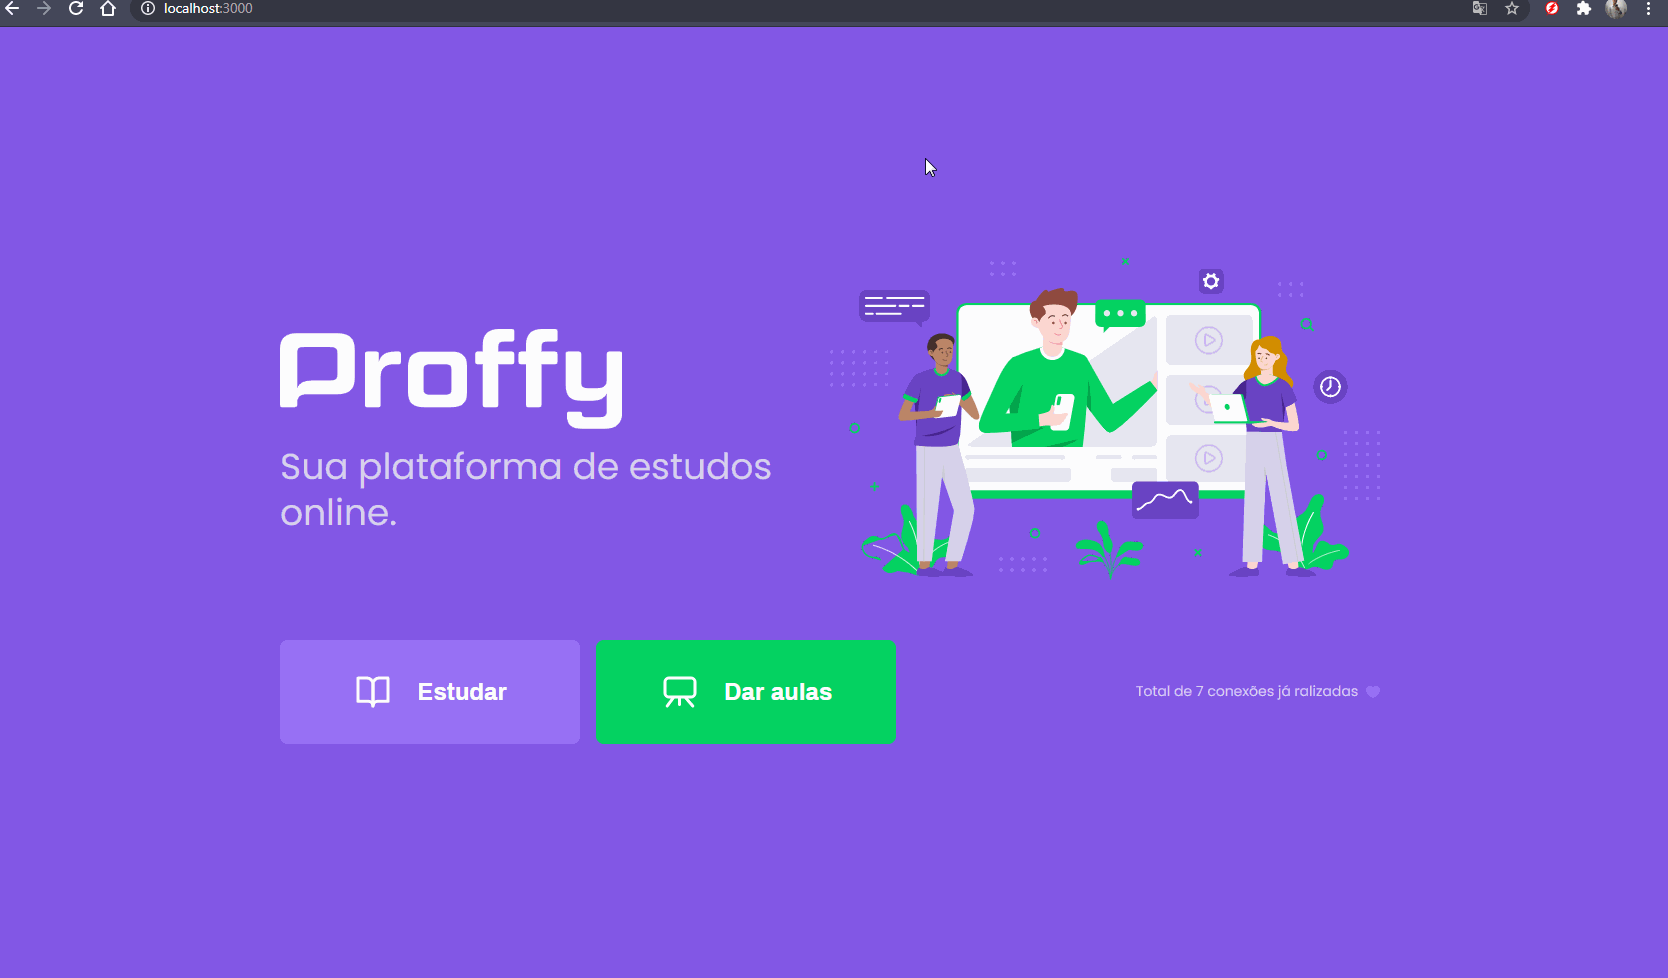 localhost:3000
Proffy
Sua plataforma de estudos
online.
Estudar
Dar aulas
Total de 7 conexões já ralizadas